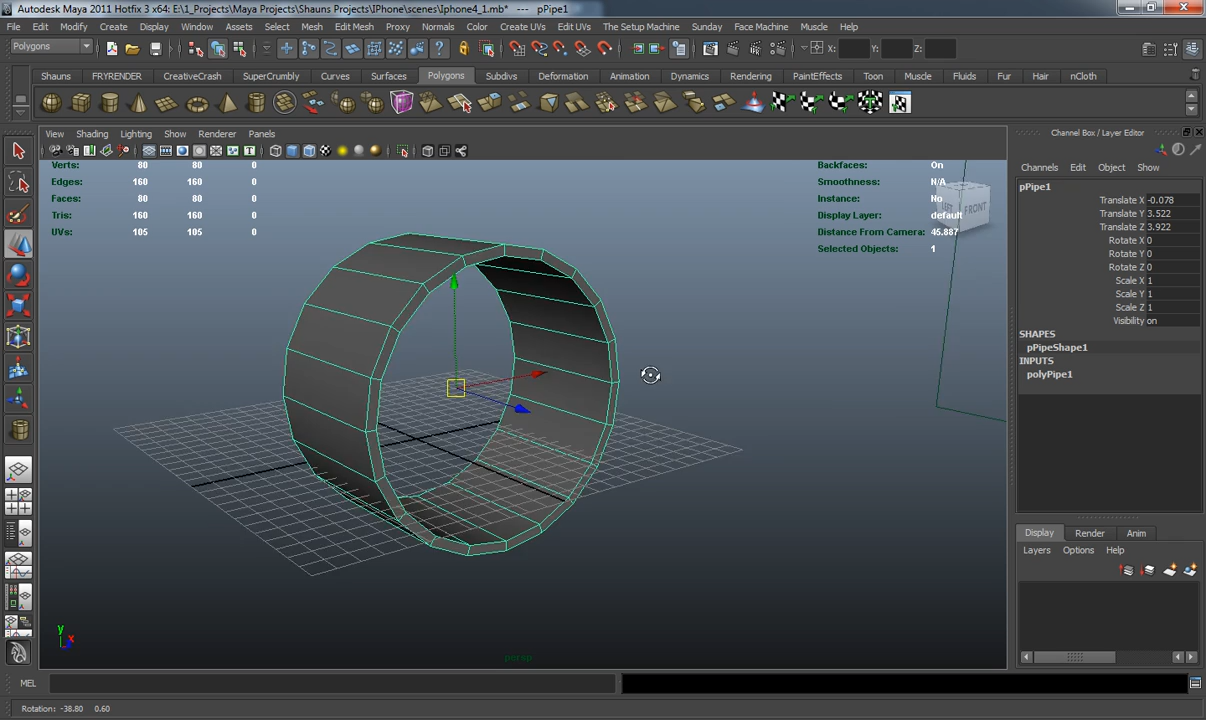 Autodesk Maya 2011 Hotfix 3 x64: E:\1_Projects\Maya Projects\Shauns Projects\IPhone\scenes\Iphone4_1.mb* --- pPipe1
File Edit Modify Create Display Window Assets Select Mesh Edit Mesh Proxy Normals Color Create UVs Edit UVs The Setup Machine Sunday Face Machine Muscle Help
Polygons X: Y: Z:
Shauns FRYRENDER CreativeCrash SuperCrumbly Curves Surfaces Polygons Subdivs Deformation Animation Dynamics Rendering PaintEffects Toon Muscle Fluids Fur Hair nCloth
View Shading Lighting Show Renderer Panels
Channel Box / Layer Editor
Channels Edit Object Show
Verts: 80 80 0
Edges: 160 160 0
Faces: 80 80 0
Tris: 160 160 0
UVs: 105 105 0
Backfaces: On
Smoothness: N/A
Instance: No
Display Layer: default
Distance From Camera: 45.887
Selected Objects: 1
LEFT FRONT
pPipe1
Translate X -0.078
Translate Y 3.522
Translate Z 3.922
Rotate X 0
Rotate Y 0
Rotate Z 0
Scale X 1
Scale Y 1
Scale Z 1
Visibility on
SHAPES
pPipeShape1
INPUTS
polyPipe1
Display Render Anim
Layers Options Help
y
x
persp
MEL
Rotation: -38.80 0.60